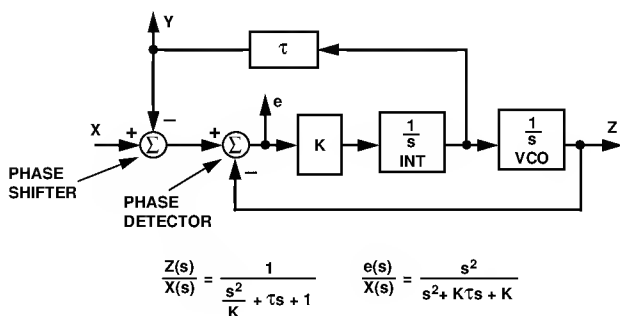 Y
τ
e
X
+
−
Σ
+
Σ
−
K
1/s
INT
1/s
VCO
Z
PHASE
SHIFTER
PHASE
DETECTOR
Z(s)/X(s) = 1/(s²/K + τs + 1)
e(s)/X(s) = s²/(s² + Kτs + K)